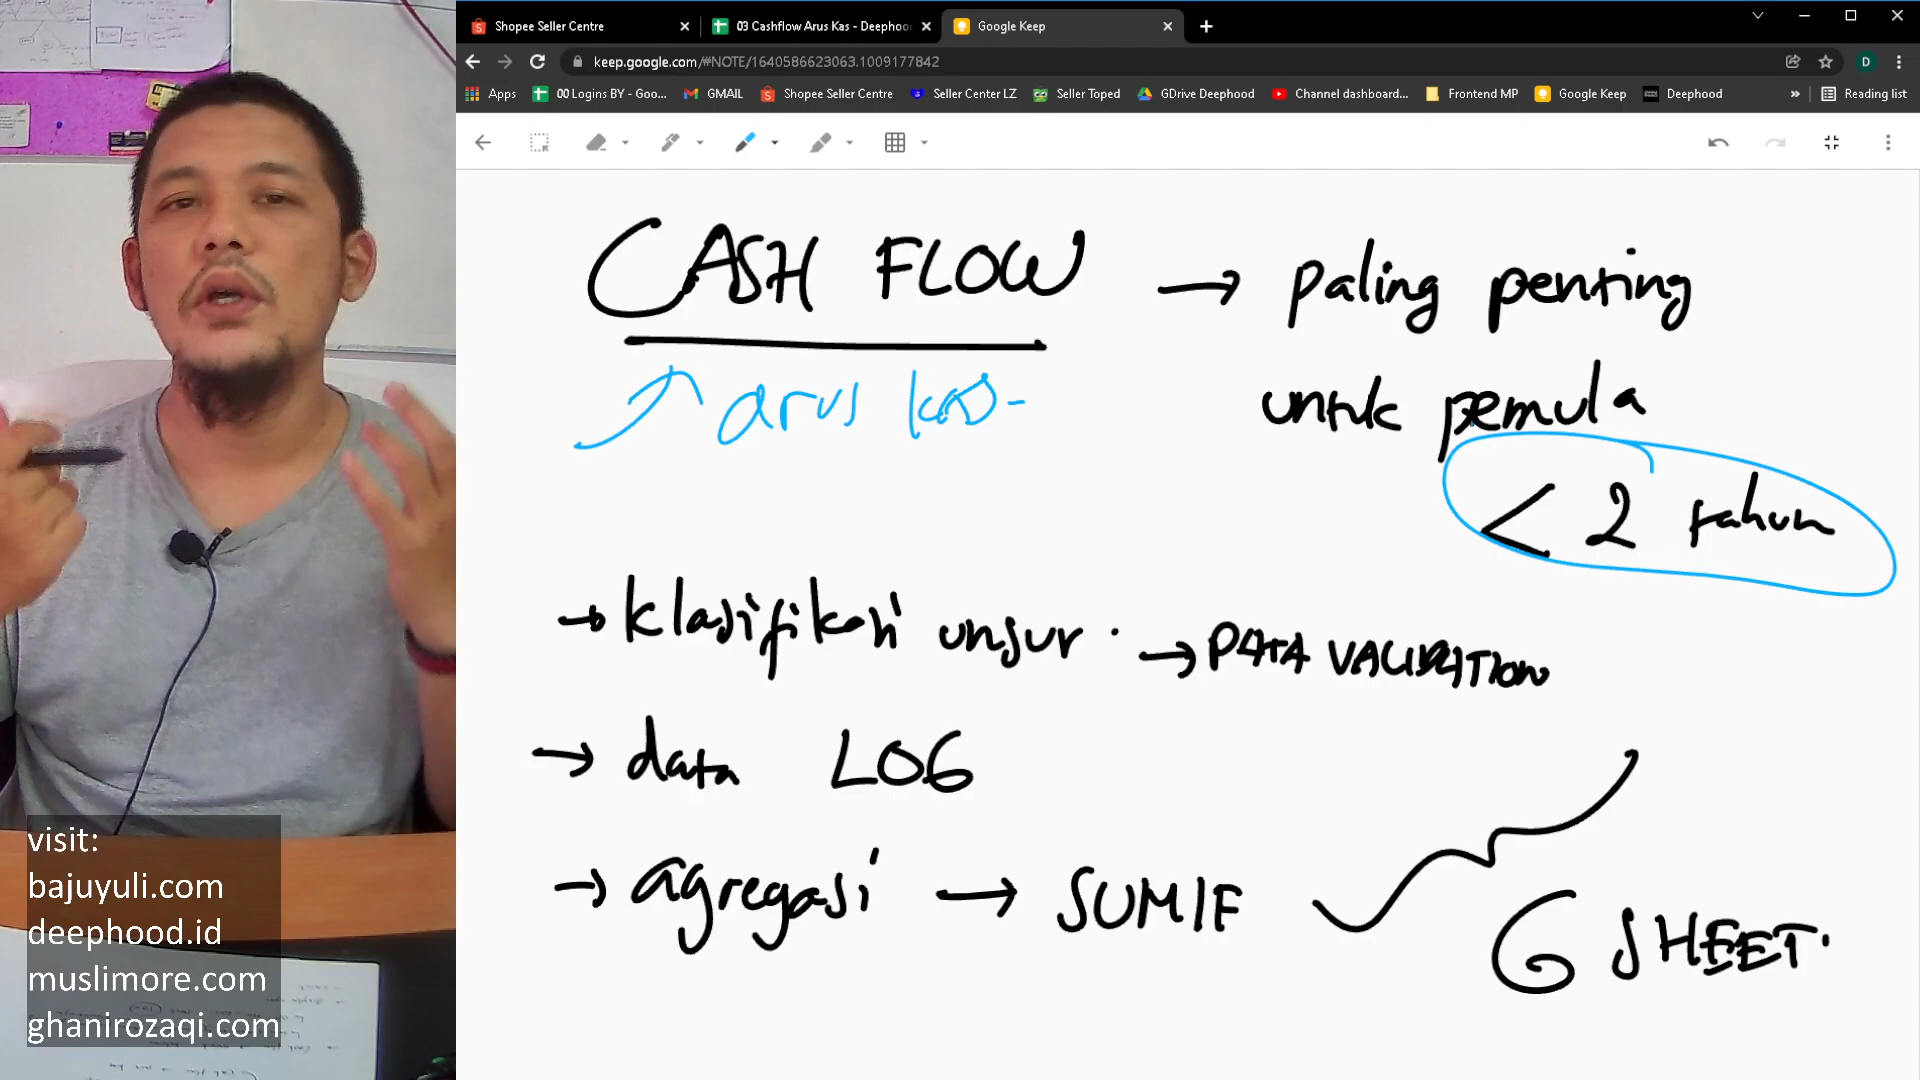 Shopee Seller Centre
03 Cashflow Arus Kas - Deephoo
Google Keep
keep.google.com/#NOTE/1640586623063.1009177842
D
Apps
00 Logins BY - Goo...
GMAIL
Shopee Seller Centre
Seller Center LZ
Seller Toped
GDrive Deephood
Channel dashboard...
Frontend MP
Google Keep
Deephood
»
Reading list
CASH FLOW → paling penting
arus kas-
untuk pemula
< 2 tahun
→ klasifikasi unsur. → DATA VALIDATION
→ data LOG
→ agregasi → SUMIF
G SHEET.
visit:
bajuyuli.com
deephood.id
muslimore.com
ghanirozaqi.com